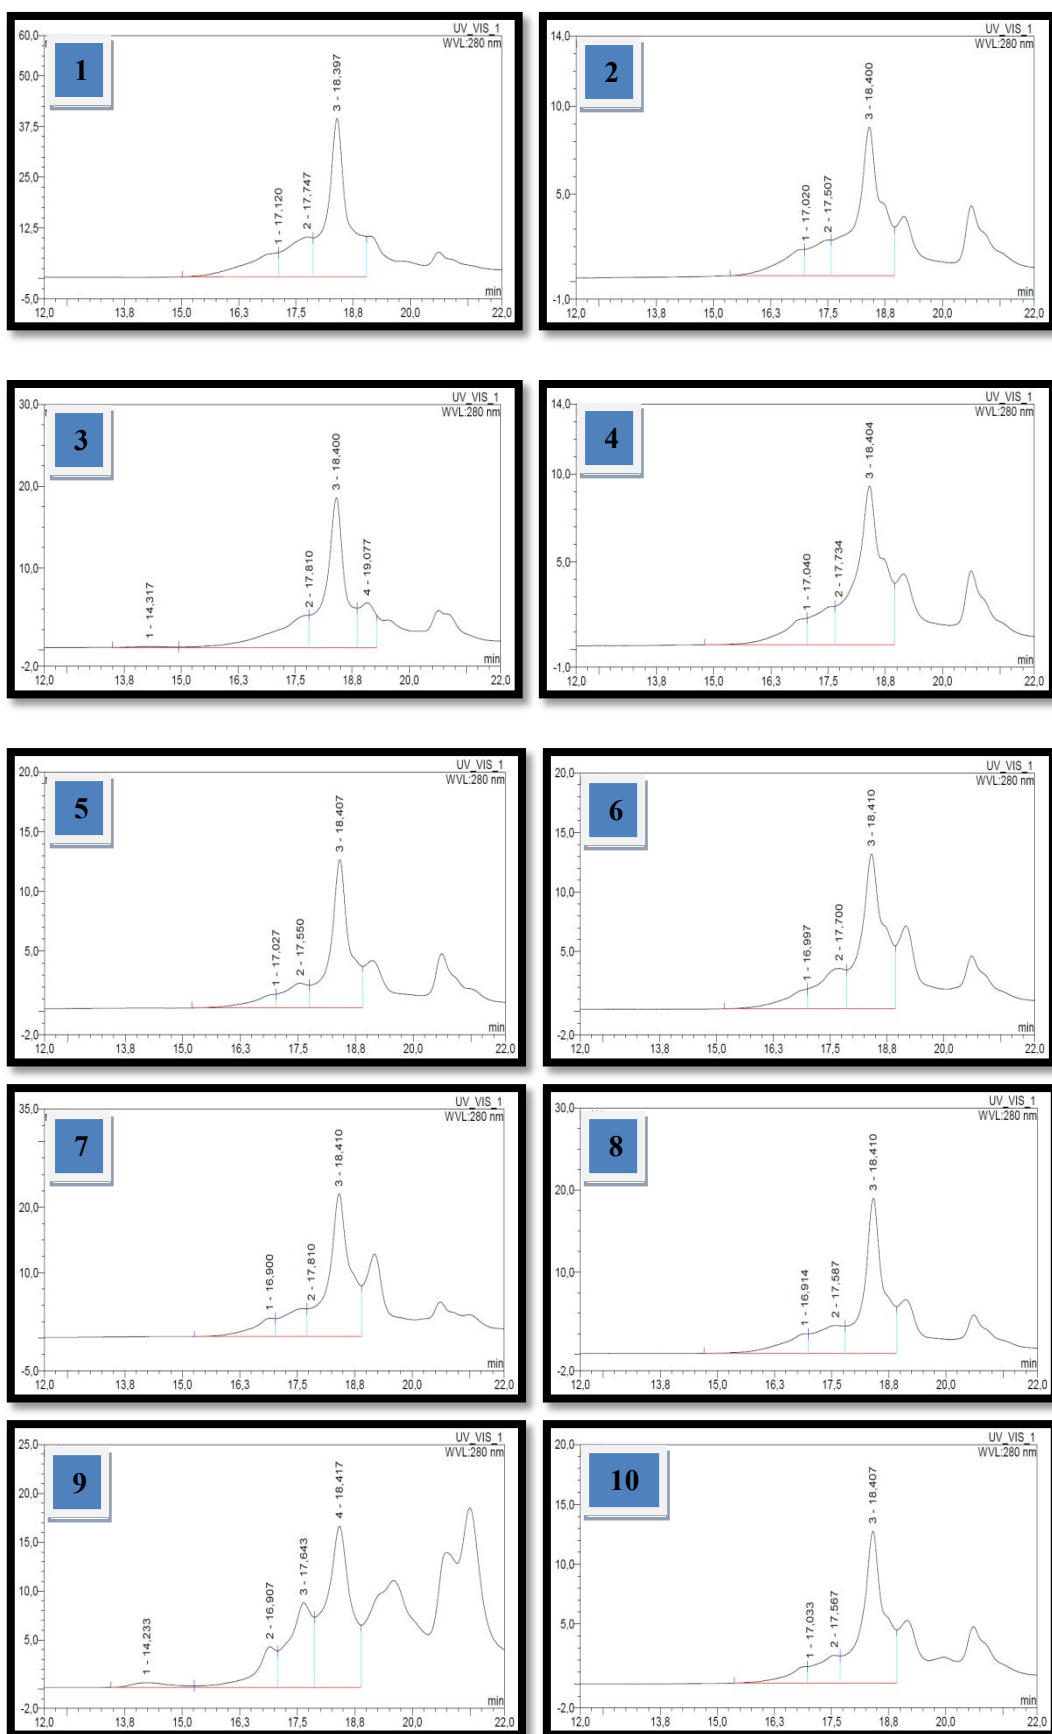 UV_VIS_1
WVL:280 nm
1
60,0
50,0
37,5
25,0
12,5
-5,0
1 - 17,120
2 - 17,747
3 - 18,397
min
12,0 13,8 15,0 16,3 17,5 18,8 20,0 22,0
UV_VIS_1
WVL:280 nm
2
14,0
10,0
5,0
-1,0
1 - 17,020
2 - 17,507
3 - 18,400
min
12,0 13,8 15,0 16,3 17,5 18,8 20,0 22,0
UV_VIS_1
WVL:280 nm
3
30,0
20,0
10,0
-2,0
1 - 14,317
2 - 17,810
3 - 18,400
4 - 19,077
min
12,0 13,8 15,0 16,3 17,5 18,8 20,0 22,0
UV_VIS_1
WVL:280 nm
4
14,0
10,0
5,0
-1,0
1 - 17,040
2 - 17,734
3 - 18,404
min
12,0 13,8 15,0 16,3 17,5 18,8 20,0 22,0
UV_VIS_1
WVL:280 nm
5
20,0
15,0
10,0
5,0
-2,0
1 - 17,027
2 - 17,550
3 - 18,407
min
12,0 13,8 15,0 16,3 17,5 18,8 20,0 22,0
UV_VIS_1
WVL:280 nm
6
20,0
15,0
10,0
5,0
-2,0
1 - 16,997
2 - 17,700
3 - 18,410
min
12,0 13,8 15,0 16,3 17,5 18,8 20,0 22,0
UV_VIS_1
WVL:280 nm
7
35,0
20,0
10,0
-5,0
1 - 16,900
2 - 17,810
3 - 18,410
min
12,0 13,8 15,0 16,3 17,5 18,8 20,0 22,0
UV_VIS_1
WVL:280 nm
8
30,0
20,0
10,0
-2,0
1 - 16,914
2 - 17,587
3 - 18,410
min
12,0 13,8 15,0 16,3 17,5 18,8 20,0 22,0
UV_VIS_1
WVL:280 nm
9
25,0
20,0
15,0
10,0
5,0
-2,0
1 - 14,233
2 - 16,907
3 - 17,643
4 - 18,417
min
12,0 13,8 15,0 16,3 17,5 18,8 20,0 22,0
UV_VIS_1
WVL:280 nm
10
20,0
15,0
10,0
5,0
-2,0
1 - 17,033
2 - 17,567
3 - 18,407
min
12,0 13,8 15,0 16,3 17,5 18,8 20,0 22,0